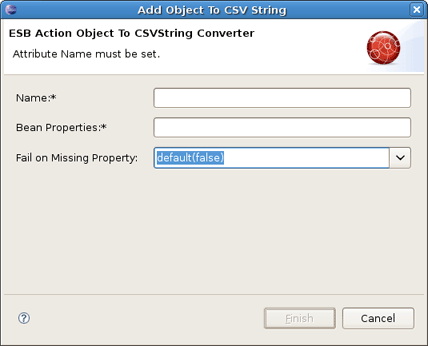 Add Object To CSV String
ESB Action Object To CSVString Converter
Attribute Name must be set.
Name:*
Bean Properties:*
Fail on Missing Property:
default(false)
?
Finish
Cancel